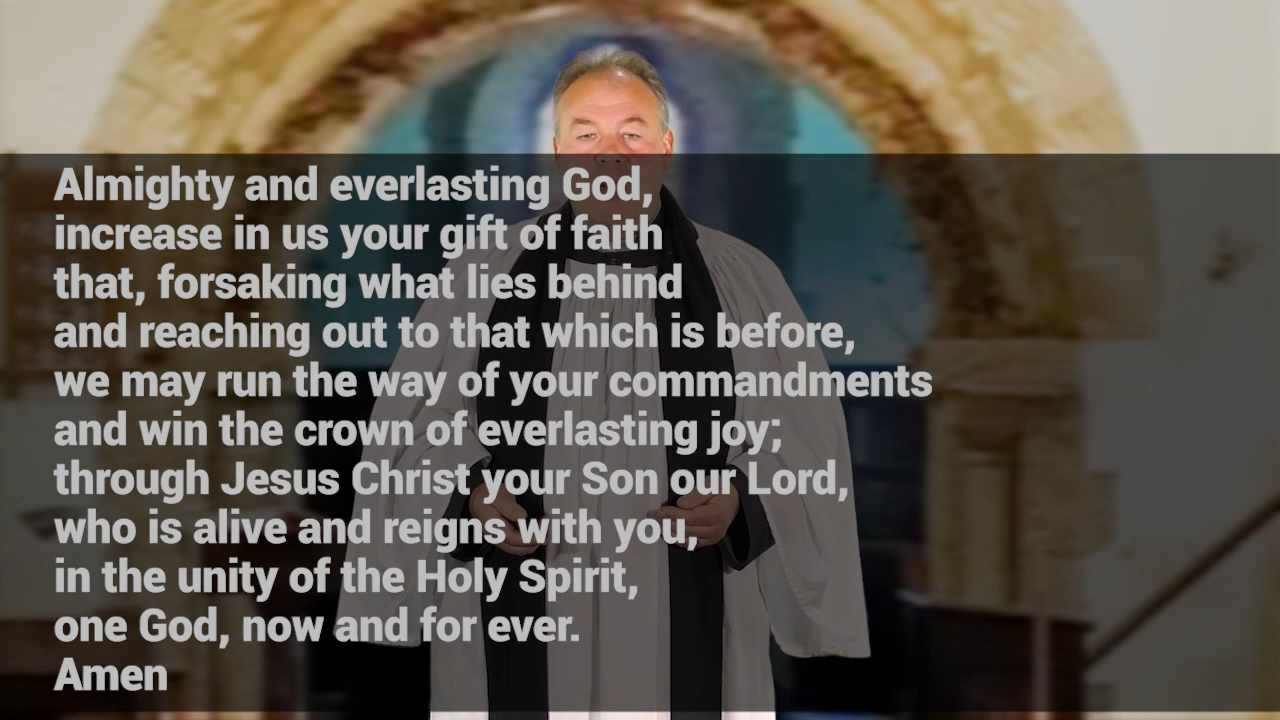 Almighty and everlasting God,
increase in us your gift of faith
that, forsaking what lies behind
and reaching out to that which is before,
we may run the way of your commandments
and win the crown of everlasting joy;
through Jesus Christ your Son our Lord,
who is alive and reigns with you,
in the unity of the Holy Spirit,
one God, now and for ever.
Amen